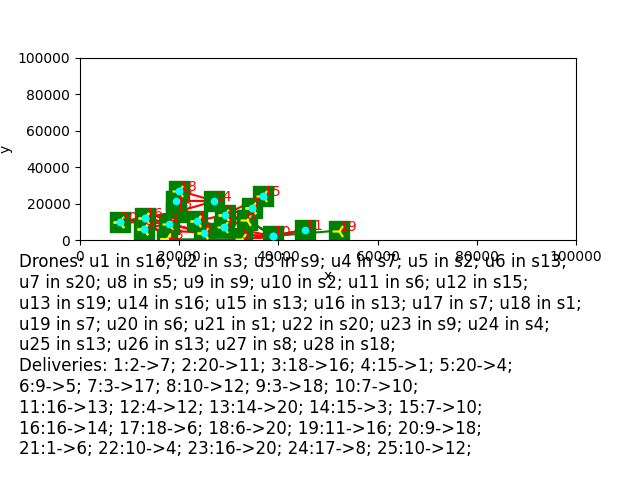 100000
80000
60000
40000
20000
0
y
0 20000 40000 60000 80000 100000
x
Drones: u1 in s16; u2 in s3; u3 in s9; u4 in s7; u5 in s2; u6 in s13;
u7 in s20; u8 in s5; u9 in s9; u10 in s2; u11 in s6; u12 in s15;
u13 in s19; u14 in s16; u15 in s13; u16 in s13; u17 in s7; u18 in s1;
u19 in s7; u20 in s6; u21 in s1; u22 in s20; u23 in s9; u24 in s4;
u25 in s13; u26 in s13; u27 in s8; u28 in s18;
Deliveries: 1:2->7; 2:20->11; 3:18->16; 4:15->1; 5:20->4;
6:9->5; 7:3->17; 8:10->12; 9:3->18; 10:7->10;
11:16->13; 12:4->12; 13:14->20; 14:15->3; 15:7->10;
16:16->14; 17:18->6; 18:6->20; 19:11->16; 20:9->18;
21:1->6; 22:10->4; 23:16->20; 24:17->8; 25:10->12;